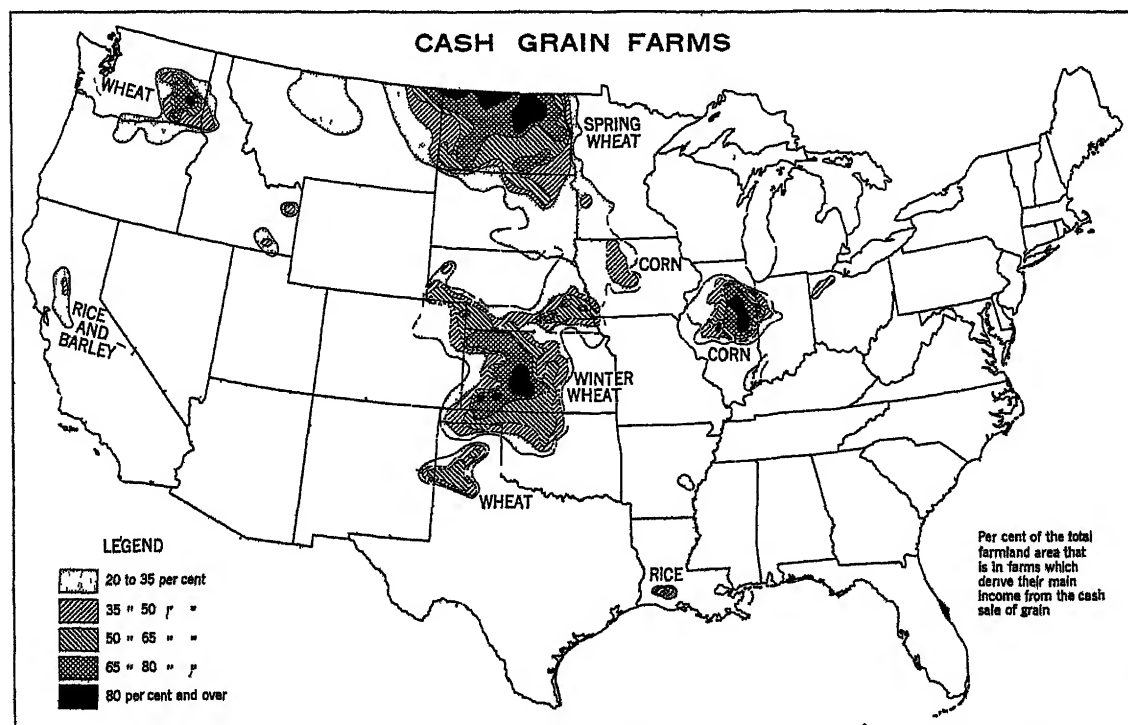 CASH GRAIN FARMS
WHEAT
SPRING
WHEAT
CORN
RICE
AND
BARLEY
CORN
WINTER
WHEAT
WHEAT
RICE
LEGEND
20 to 35 per cent
35 " 50 " "
50 " 65 " "
65 " 80 " "
80 per cent and over
Per cent of the total
farmland area that
is in farms which
derive their main
income from the cash
sale of grain